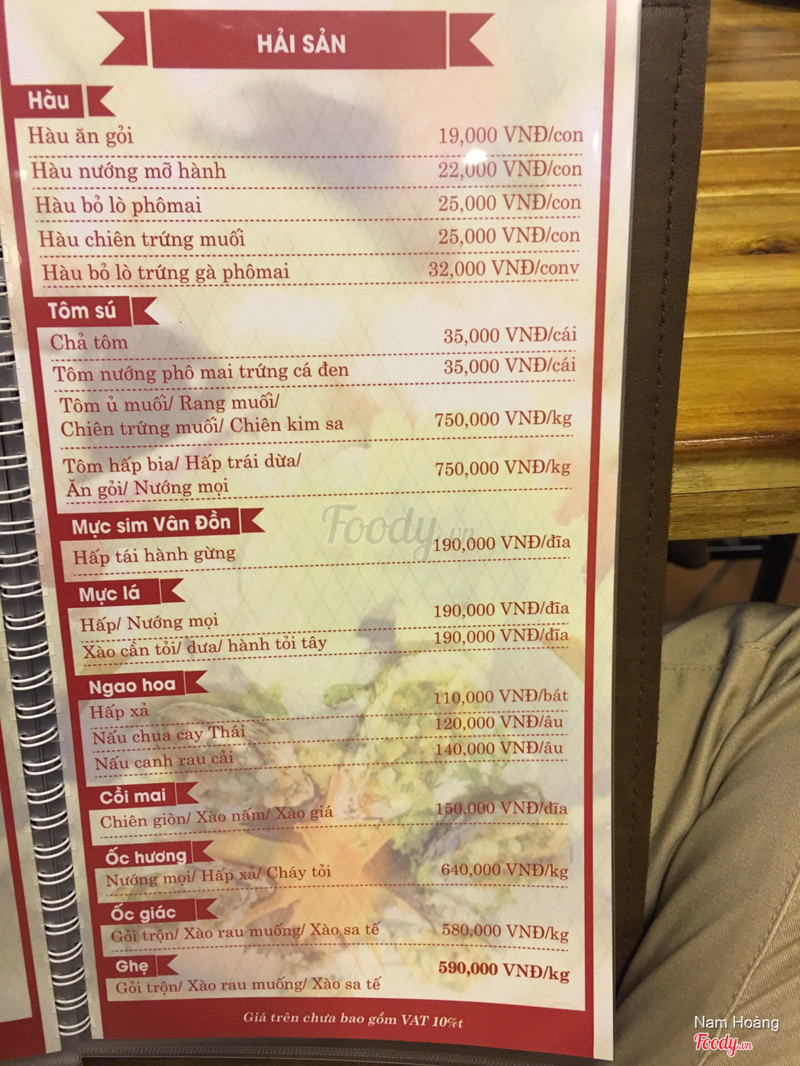 HẢI SẢN
Hàu
Hàu ăn gỏi 19,000 VNĐ/con
Hàu nướng mỡ hành 22,000 VNĐ/con
Hàu bỏ lò phômai 25,000 VNĐ/con
Hàu chiên trứng muối 25,000 VNĐ/con
Hàu bỏ lò trứng gà phômai 32,000 VNĐ/conv
Tôm sú
Chả tôm 35,000 VNĐ/cái
Tôm nướng phô mai trứng cá đen 35,000 VNĐ/cái
Tôm ủ muối/ Rang muối/
Chiên trứng muối/ Chiên kim sa 750,000 VNĐ/kg
Tôm hấp bia/ Hấp trái dừa/
Ăn gỏi/ Nướng mọi 750,000 VNĐ/kg
Mực sim Vân Đồn
Foody.vn
Hấp tái hành gừng 190,000 VNĐ/đĩa
Mực lá
Hấp/ Nướng mọi 190,000 VNĐ/đĩa
Xào cần tỏi/ dưa/ hành tỏi tây 190,000 VNĐ/đĩa
Ngao hoa
Hấp xả 110,000 VNĐ/bát
Nấu chua cay Thái 120,000 VNĐ/âu
Nấu canh rau cải 140,000 VNĐ/âu
Cồi mai
Chiên giòn/ Xào nấm/ Xào giá 150,000 VNĐ/đĩa
Ốc hương
Nướng mọi/ Hấp xả/ Cháy tỏi 640,000 VNĐ/kg
Ốc giác
Gỏi trộn/ Xào rau muống/ Xào sa tế 580,000 VNĐ/kg
Ghẹ
Gỏi trộn/ Xào rau muống/ Xào sa tế 590,000 VNĐ/kg
Giá trên chưa bao gồm VAT 10%t
Nam Hoàng
Foody.vn